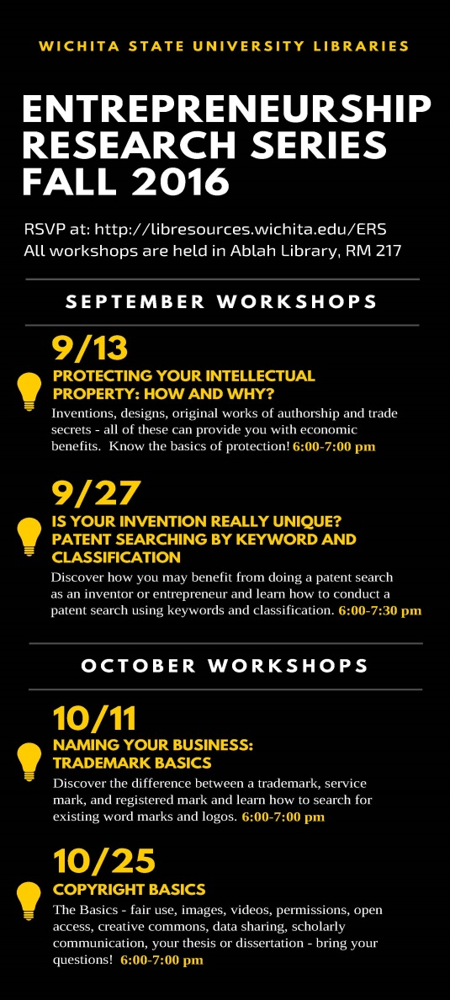 WICHITA STATE UNIVERSITY LIBRARIES
ENTREPRENEURSHIP
RESEARCH SERIES
FALL 2016
RSVP at: http://libresources.wichita.edu/ERS
All workshops are held in Ablah Library, RM 217
SEPTEMBER WORKSHOPS
9/13
PROTECTING YOUR INTELLECTUAL
PROPERTY: HOW AND WHY?
Inventions, designs, original works of authorship and trade
secrets - all of these can provide you with economic
benefits.  Know the basics of protection! 6:00-7:00 pm
9/27
IS YOUR INVENTION REALLY UNIQUE?
PATENT SEARCHING BY KEYWORD AND
CLASSIFICATION
Discover how you may benefit from doing a patent search
as an inventor or entrepreneur and learn how to conduct a
patent search using keywords and classification. 6:00-7:30 pm
OCTOBER WORKSHOPS
10/11
NAMING YOUR BUSINESS:
TRADEMARK BASICS
Discover the difference between a trademark, service
mark, and registered mark and learn how to search for
existing word marks and logos. 6:00-7:00 pm
10/25
COPYRIGHT BASICS
The Basics - fair use, images, videos, permissions, open
access, creative commons, data sharing, scholarly
communication, your thesis or dissertation - bring your
questions!  6:00-7:00 pm